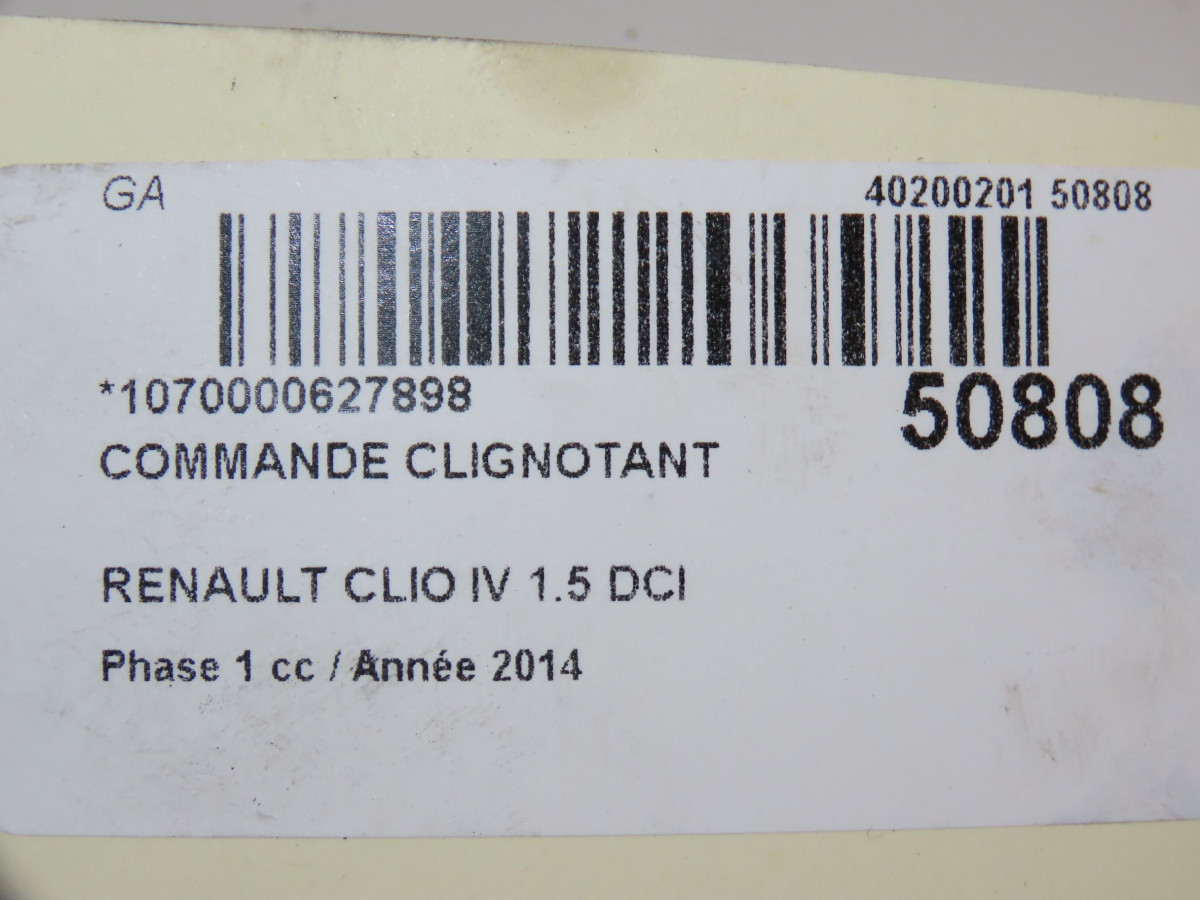 GA
40200201 50808
*1070000627898
50808
COMMANDE CLIGNOTANT
RENAULT CLIO IV 1.5 DCI
Phase 1 cc / Année 2014